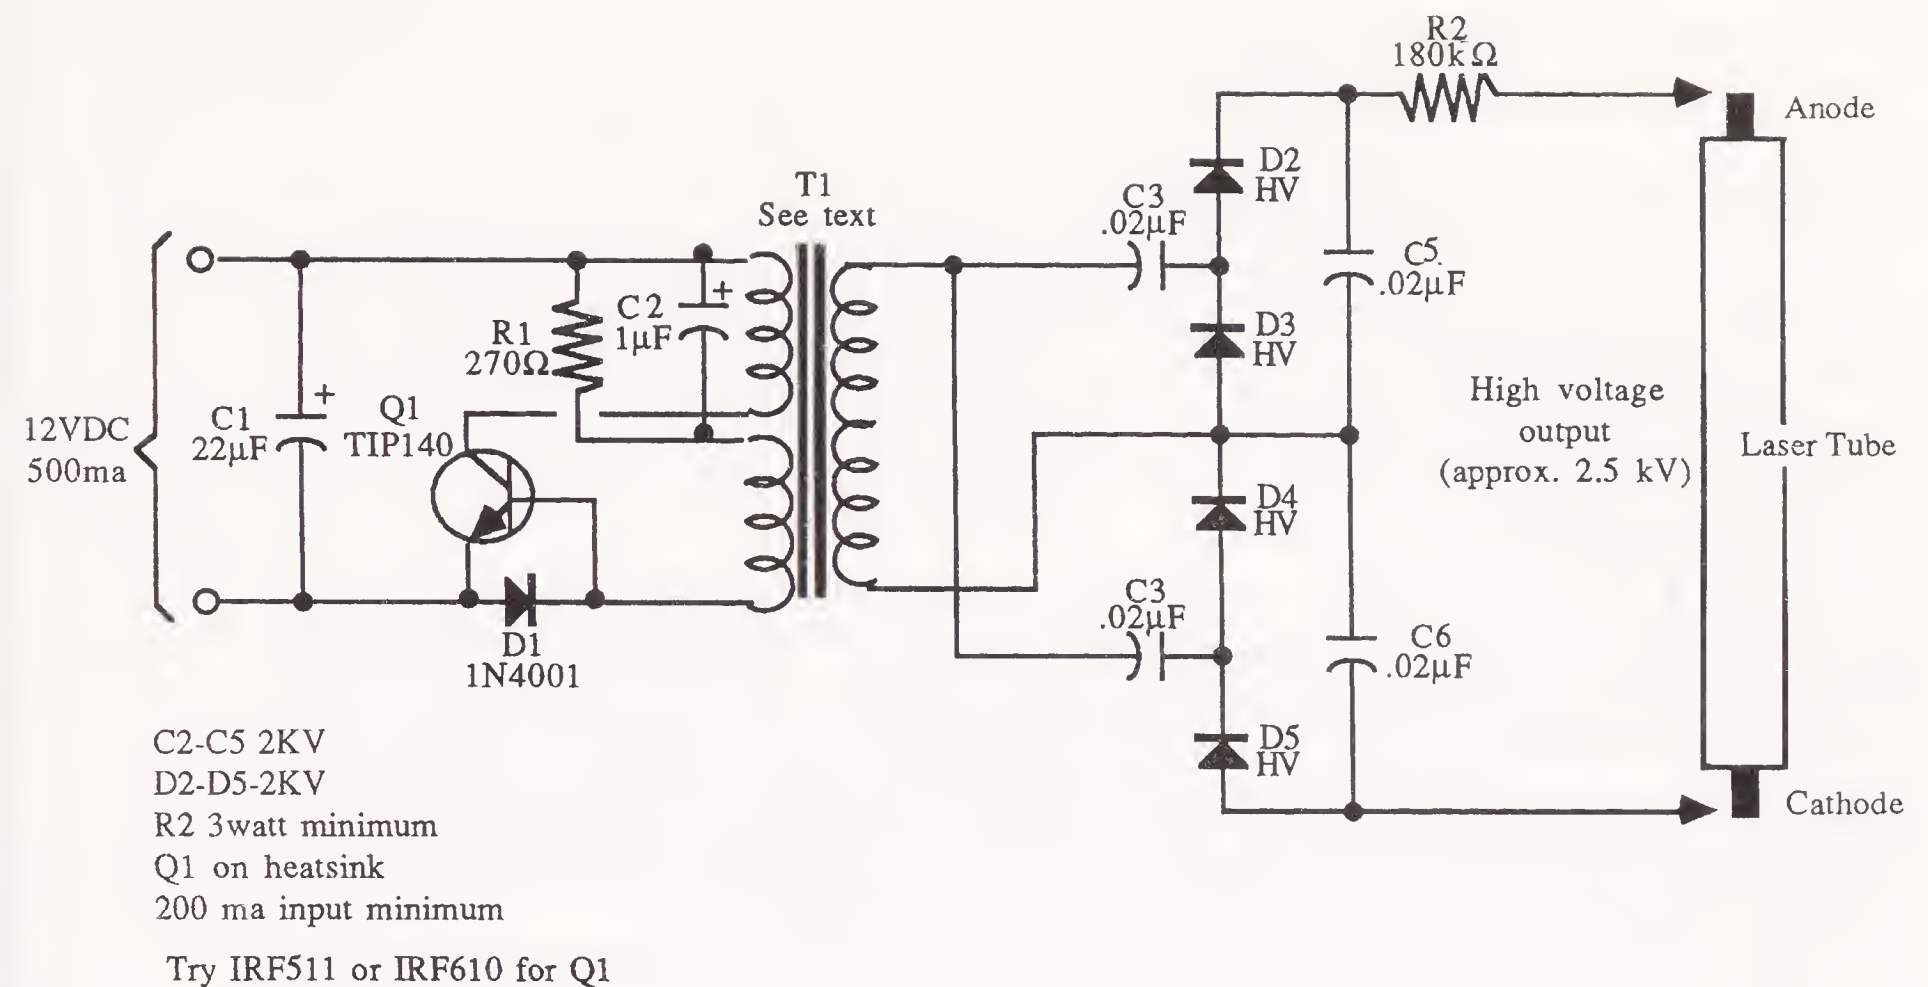 R2
180kΩ
Anode
D2
HV
T1
See text
C3
.02µF
C5
.02µF
+
C2
1µF
R1
270Ω
D3
HV
+
C1
22µF
Q1
TIP140
12VDC
500ma
High voltage
output
(approx. 2.5 kV)
Laser Tube
D4
HV
C3
.02µF
C6
.02µF
D1
1N4001
D5
HV
Cathode
C2-C5 2KV
D2-D5-2KV
R2 3watt minimum
Q1 on heatsink
200 ma input minimum
Try IRF511 or IRF610 for Q1